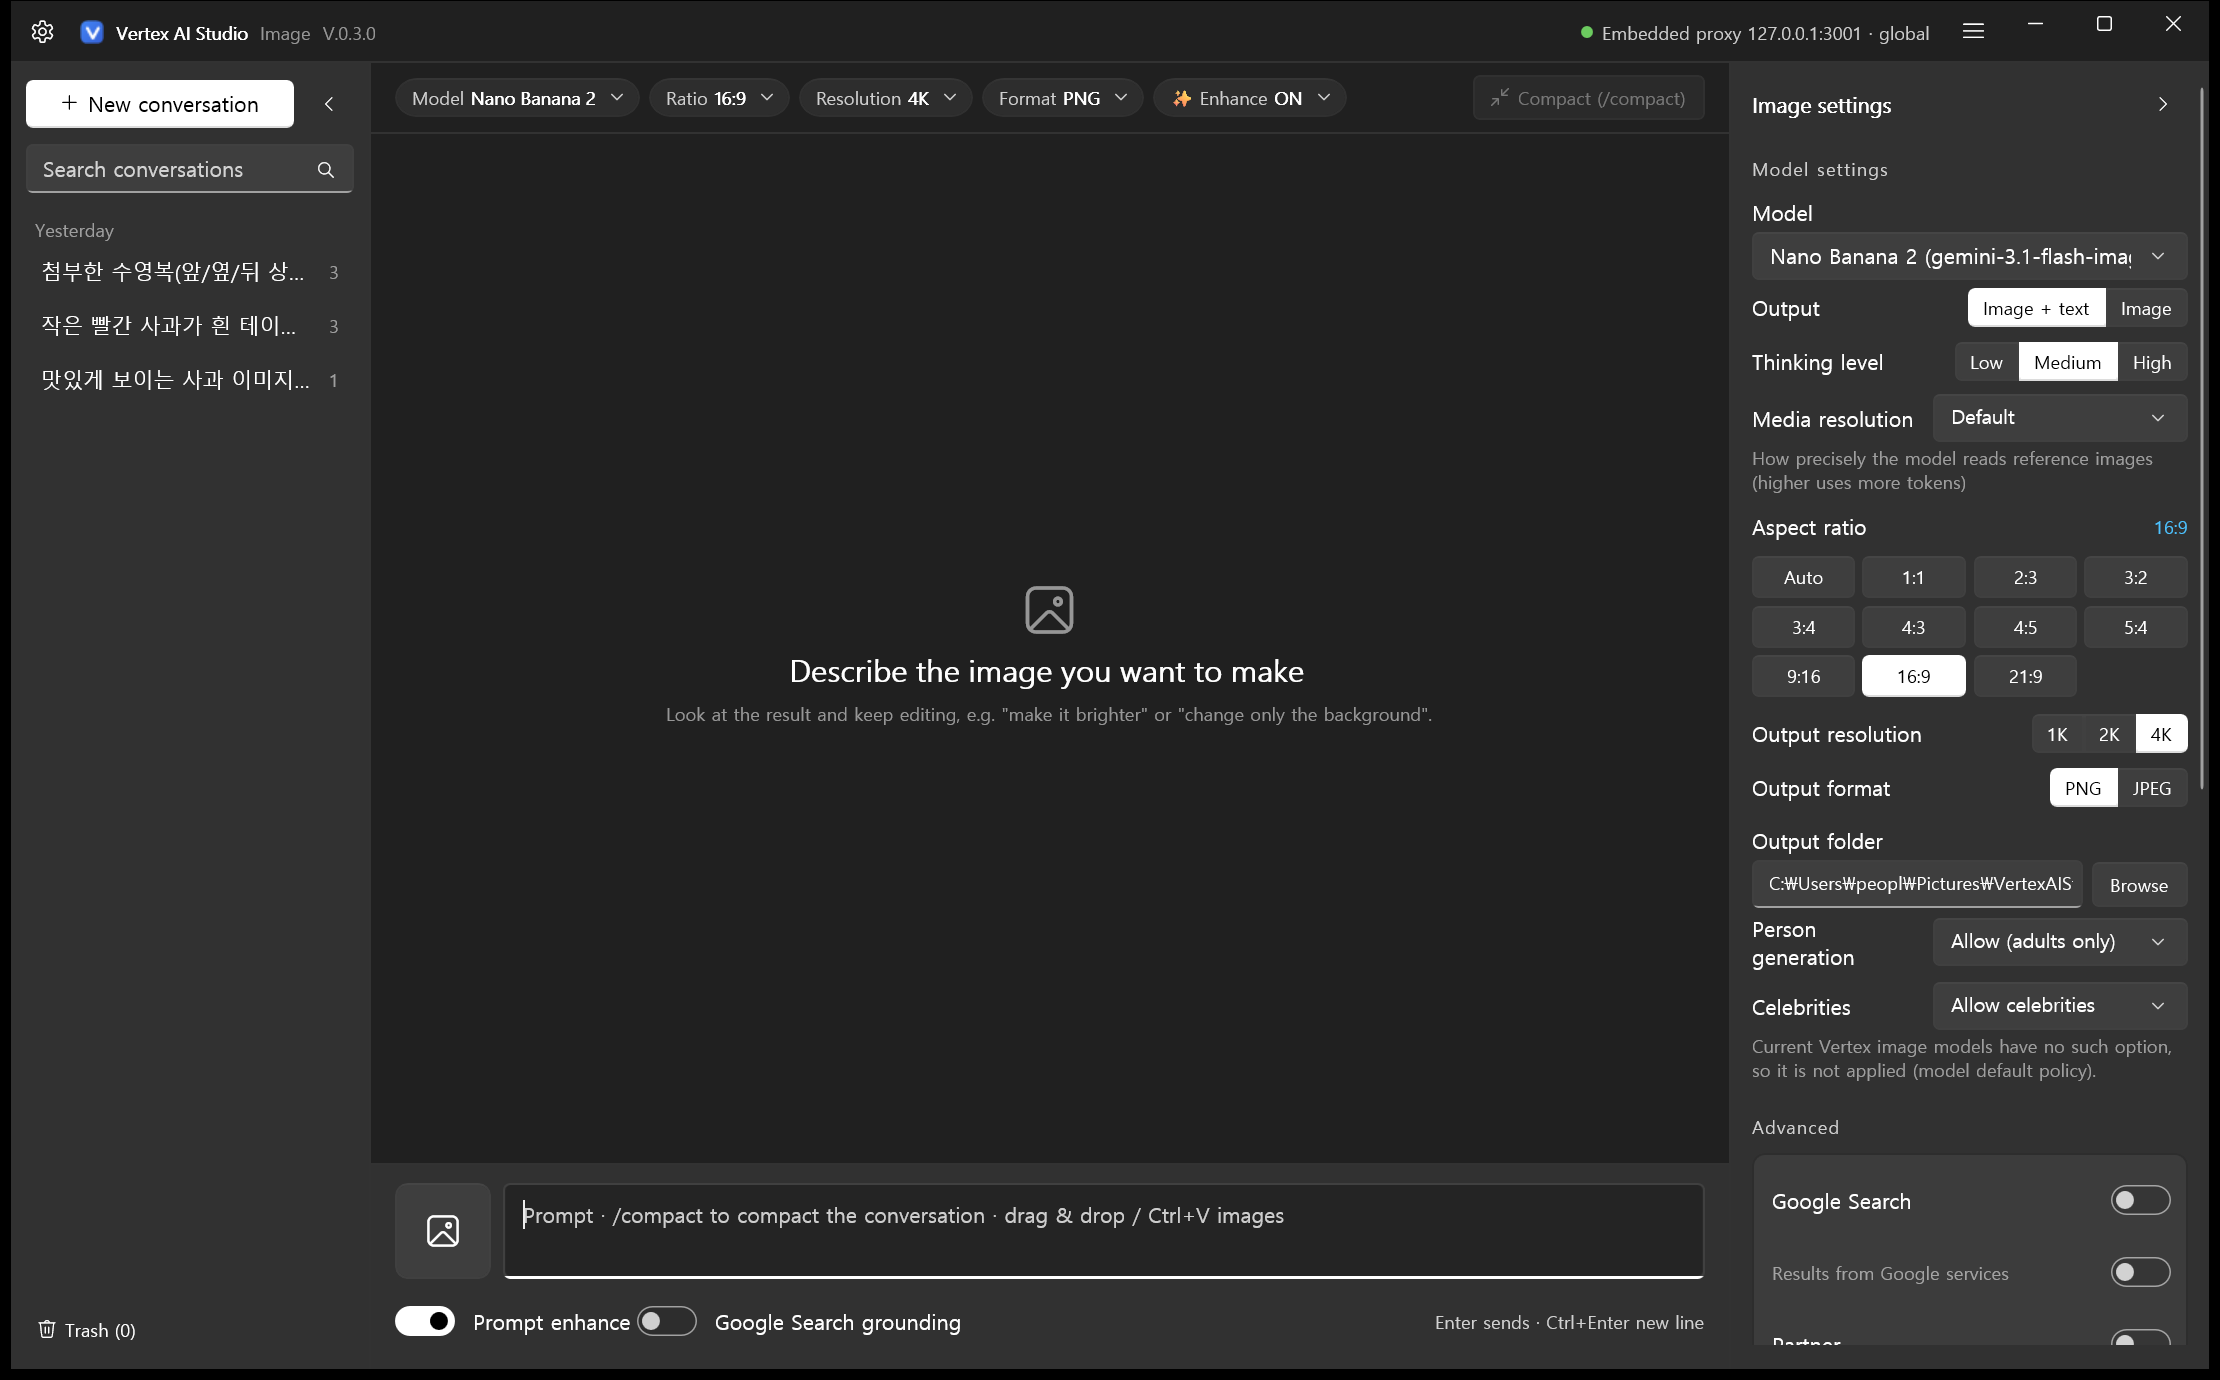 Vertex AI Studio Image V.0.3.0
Embedded proxy 127.0.0.1:3001 · global
+ New conversation
Search conversations
Yesterday
첨부한 수영복(앞/옆/뒤 상... 3
작은 빨간 사과가 흰 테이... 3
맛있게 보이는 사과 이미지... 1
Trash (0)
Model Nano Banana 2
Ratio 16:9
Resolution 4K
Format PNG
✨ Enhance ON
Compact (/compact)
Describe the image you want to make
Look at the result and keep editing, e.g. "make it brighter" or "change only the background".
Prompt · /compact to compact the conversation · drag & drop / Ctrl+V images
Prompt enhance
Google Search grounding
Enter sends · Ctrl+Enter new line
Image settings
Model settings
Model
Nano Banana 2 (gemini-3.1-flash-imag
Output
Image + text Image
Thinking level
Low Medium High
Media resolution
Default
How precisely the model reads reference images
(higher uses more tokens)
Aspect ratio 16:9
Auto 1:1 2:3 3:2
3:4 4:3 4:5 5:4
9:16 16:9 21:9
Output resolution
1K 2K 4K
Output format
PNG JPEG
Output folder
C:₩Users₩peopl₩Pictures₩VertexAIS
Browse
Person
generation
Allow (adults only)
Celebrities
Allow celebrities
Current Vertex image models have no such option,
so it is not applied (model default policy).
Advanced
Google Search
Results from Google services
Partner